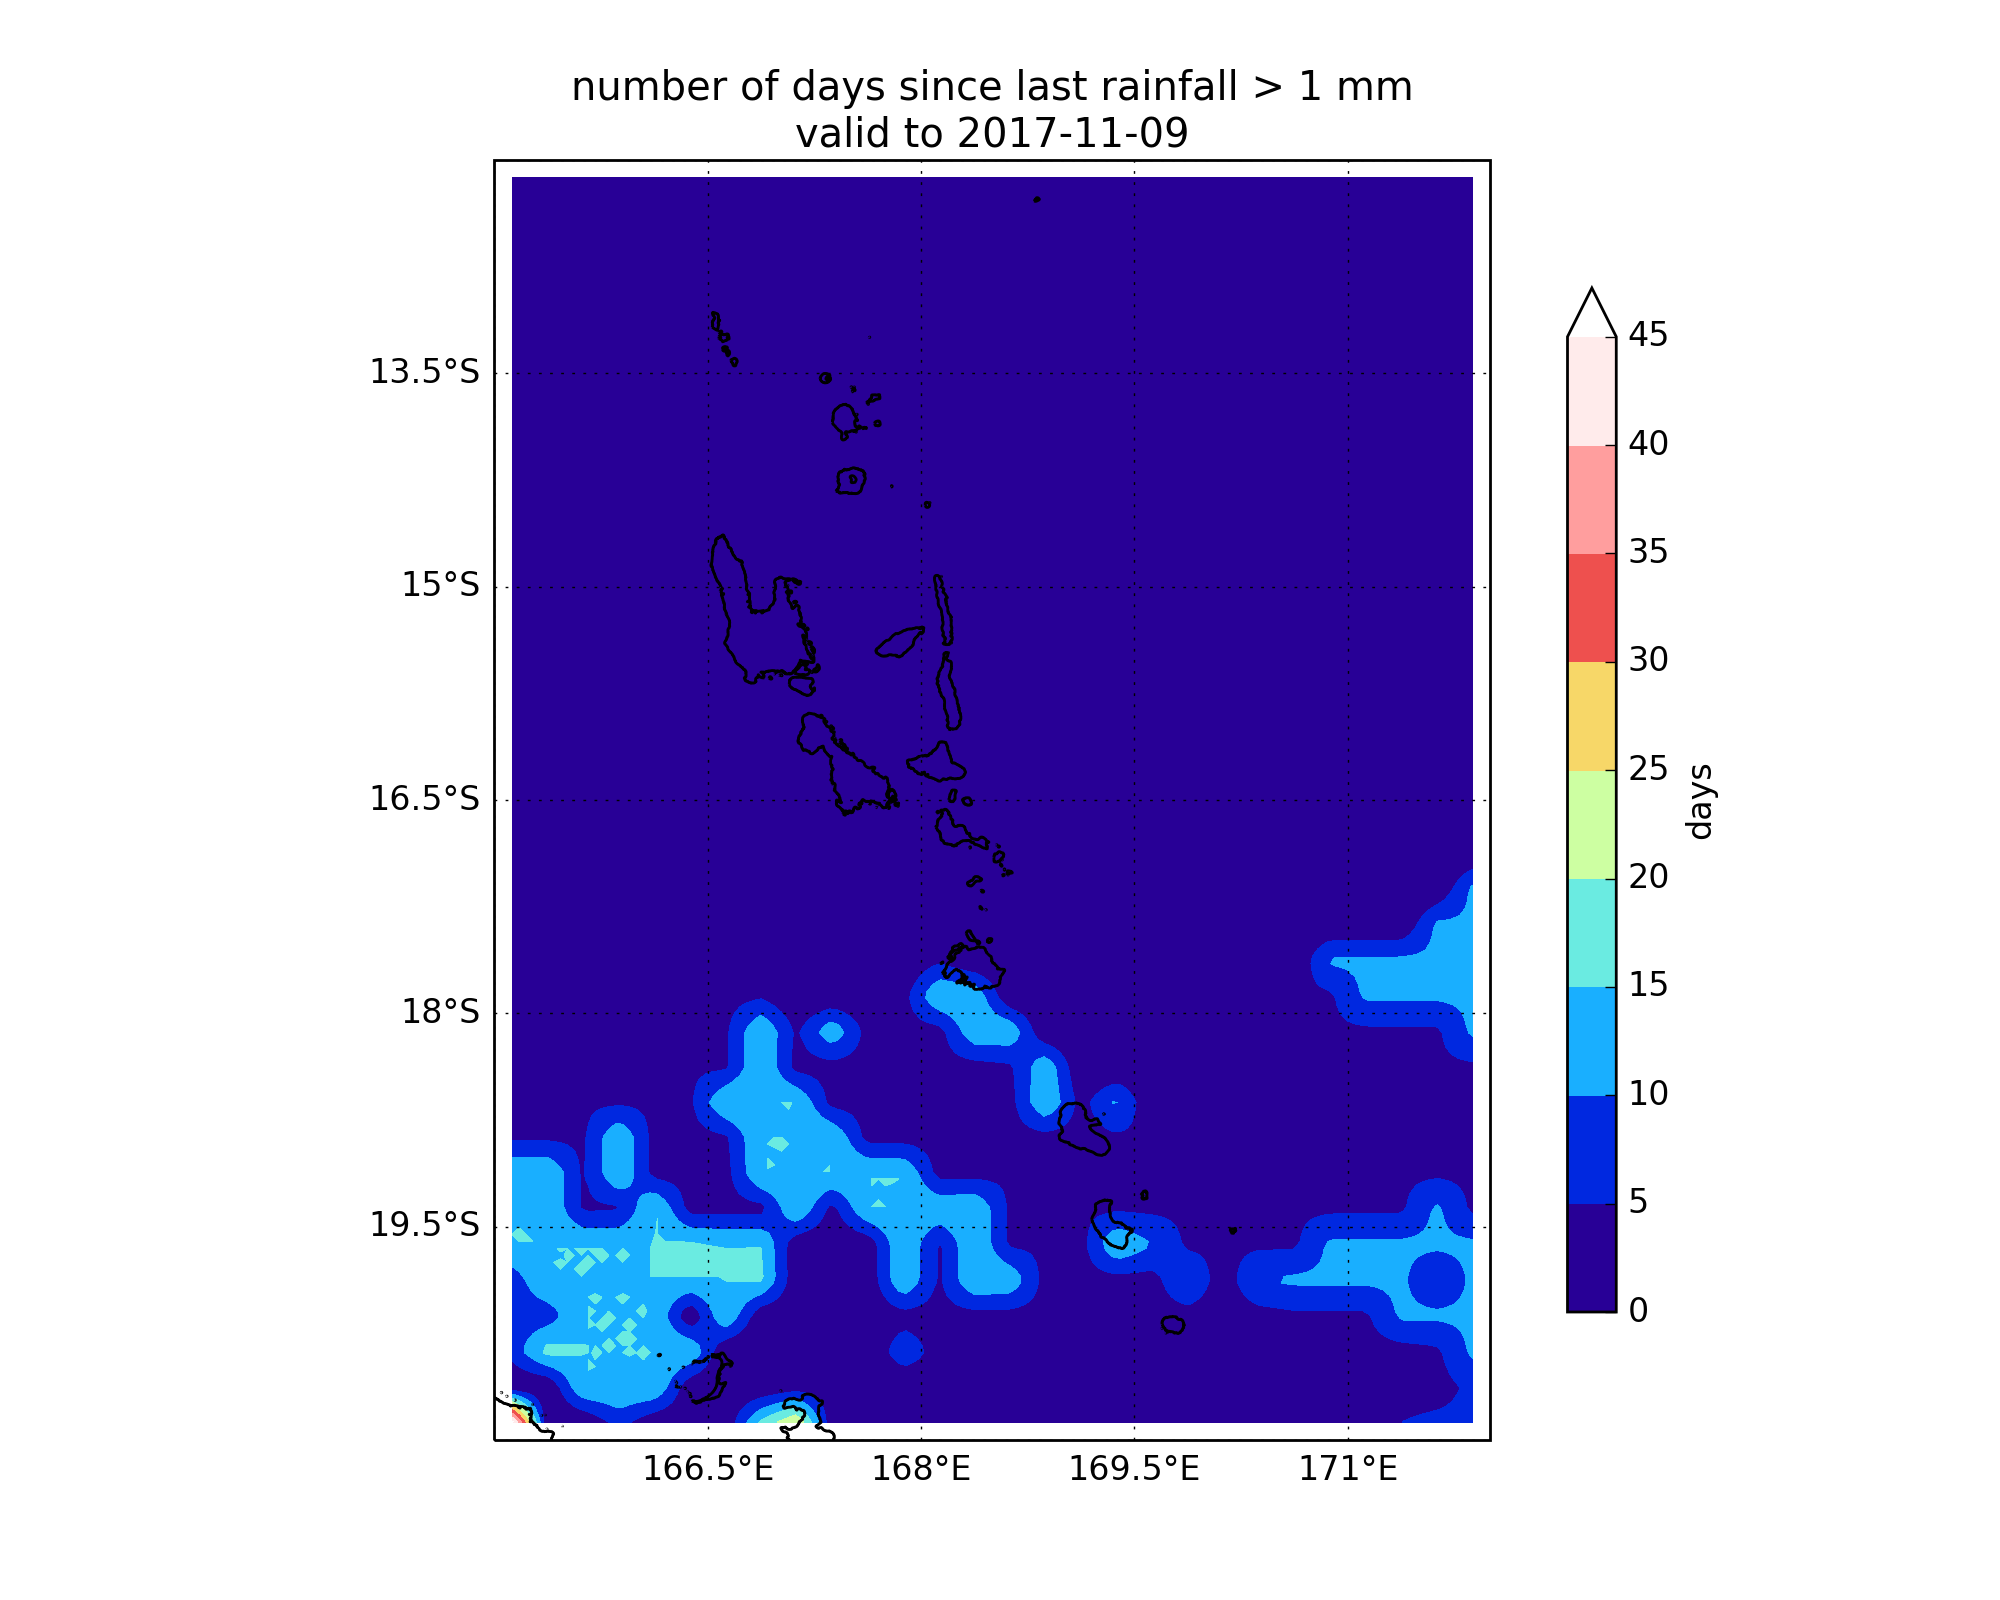 number of days since last rainfall > 1 mm
valid to 2017-11-09
13.5°S
15°S
16.5°S
18°S
19.5°S
166.5°E
168°E
169.5°E
171°E
45
40
35
30
25
20
15
10
5
0
days